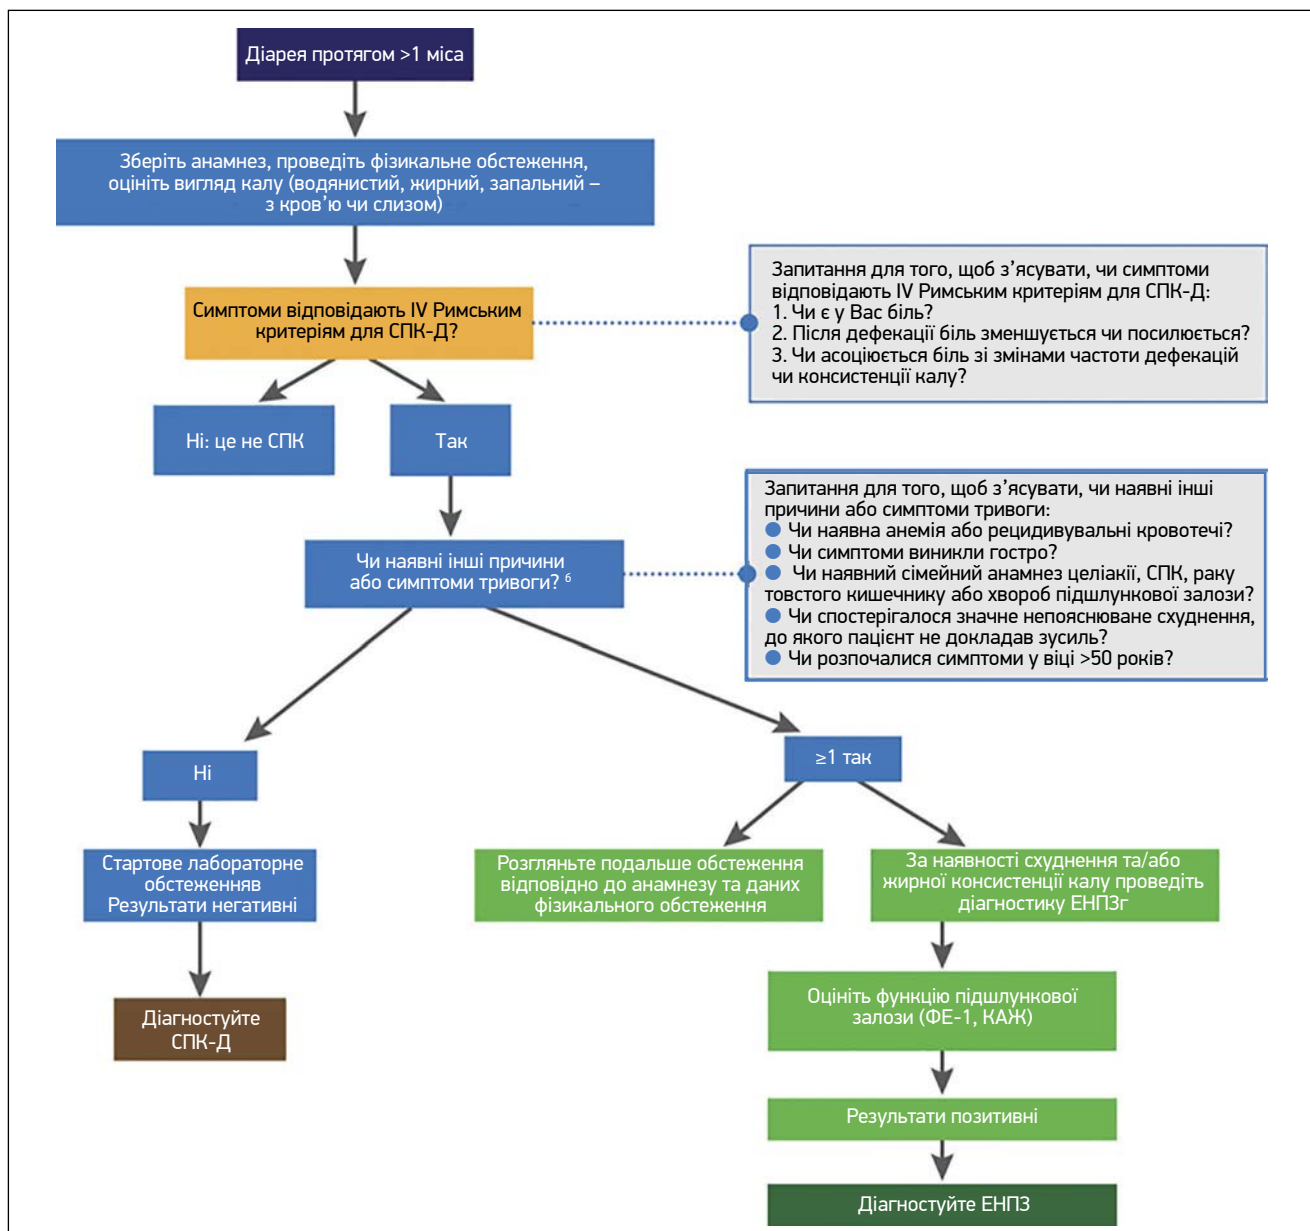 Діарея протягом >1 міса
Зберіть анамнез, проведіть фізикальне обстеження,
оцініть вигляд калу (водянистий, жирний, запальний –
з кров’ю чи слизом)
Симптоми відповідають IV Римським
критеріям для СПК-Д?
Запитання для того, щоб з’ясувати, чи симптоми
відповідають IV Римським критеріям для СПК-Д:
1. Чи є у Вас біль?
2. Після дефекації біль зменшується чи посилюється?
3. Чи асоціюється біль зі змінами частоти дефекацій
чи консистенції калу?
Ні: це не СПК
Так
Чи наявні інші причини
або симптоми тривоги? б
Запитання для того, щоб з’ясувати, чи наявні інші
причини або симптоми тривоги:
● Чи наявна анемія або рецидивувальні кровотечі?
● Чи симптоми виникли гостро?
● Чи наявний сімейний анамнез целіакії, СПК, раку
товстого кишечнику або хвороб підшлункової залози?
● Чи спостерігалося значне непояснюване схуднення,
до якого пацієнт не докладав зусиль?
● Чи розпочалися симптоми у віці >50 років?
Ні
≥1 так
Стартове лабораторне
обстеженняв
Результати негативні
Розгляньте подальше обстеження
відповідно до анамнезу та даних
фізикального обстеження
За наявності схуднення та/або
жирної консистенції калу проведіть
діагностику ЕНПЗг
Діагностуйте
СПК-Д
Оцініть функцію підшлункової
залози (ФЕ-1, КАЖ)
Результати позитивні
Діагностуйте ЕНПЗ